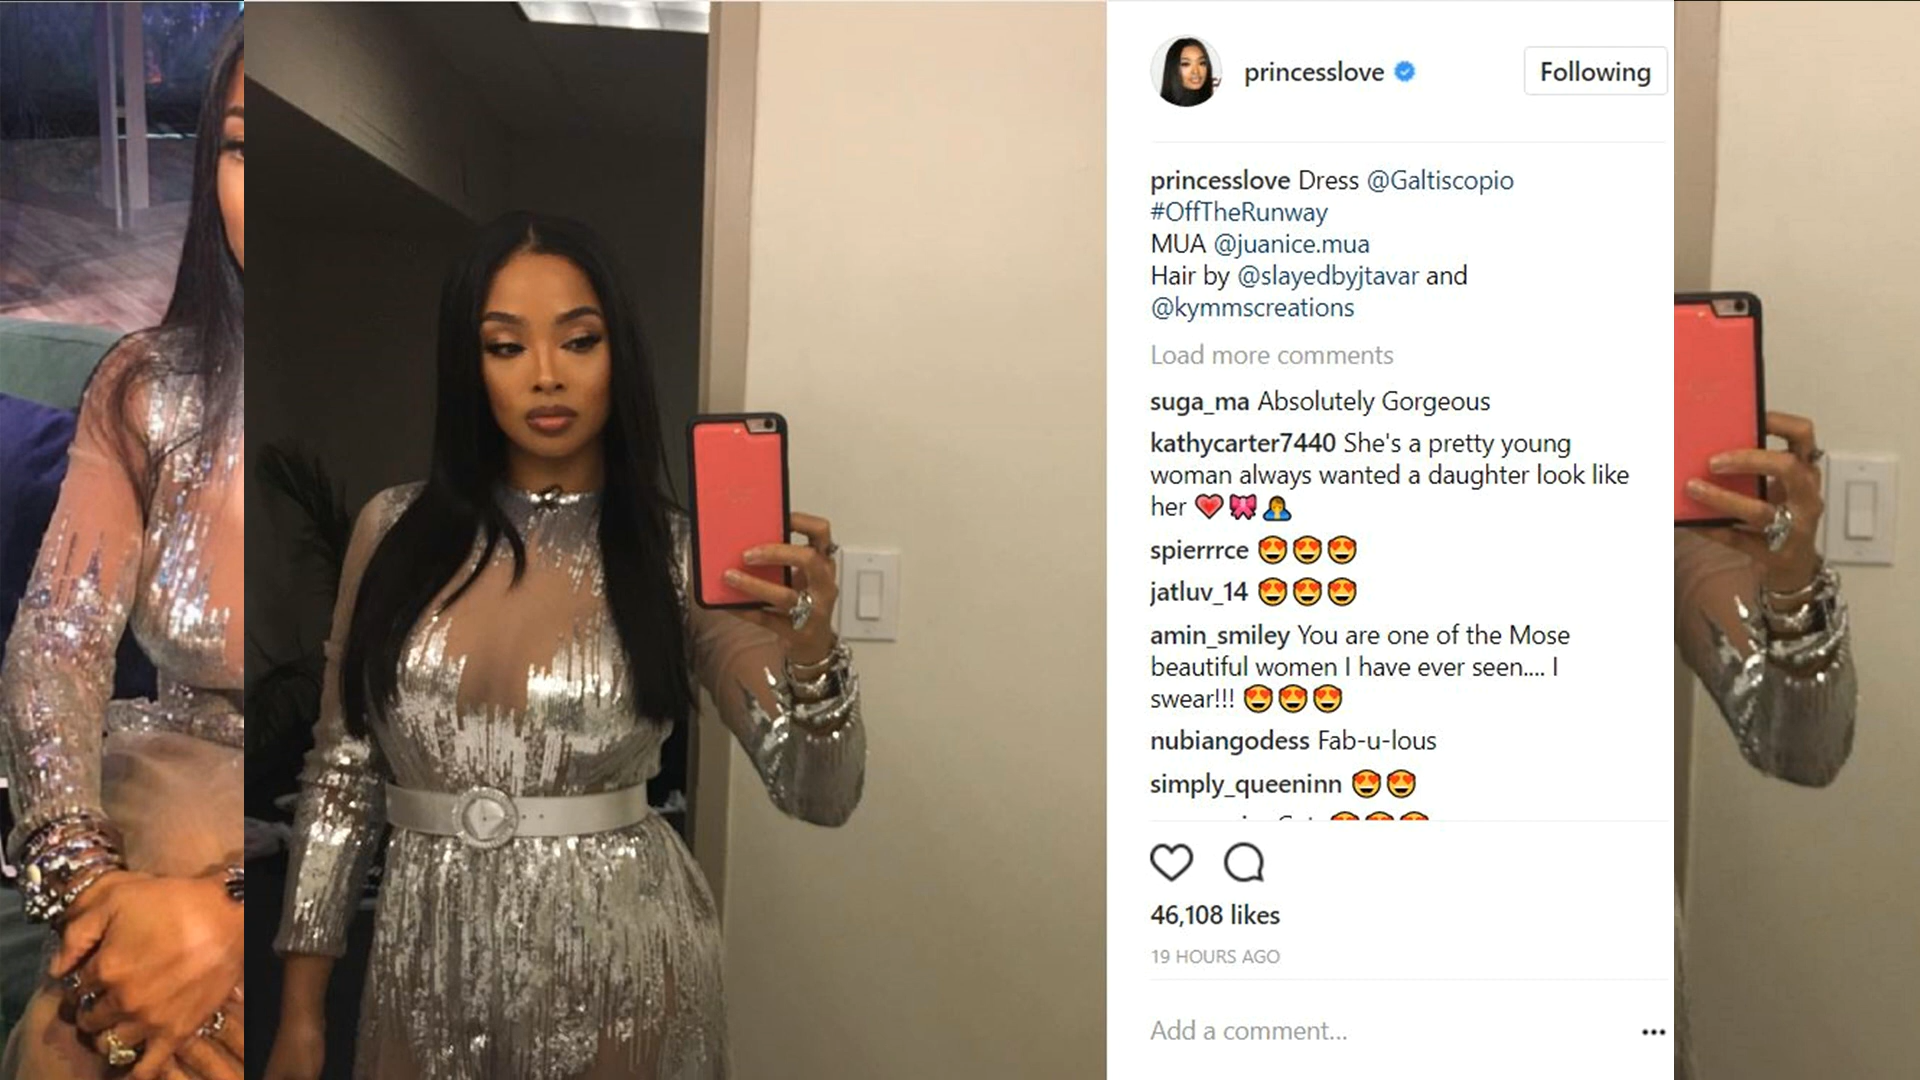 princesslove
Following
princesslove Dress @Galtiscopio
#OffTheRunway
MUA @juanice.mua
Hair by @slayedbyjtavar and
@kymmscreations
Load more comments
suga_ma Absolutely Gorgeous
kathycarter7440 She's a pretty young
woman always wanted a daughter look like
her ❤️🎀🤦‍♂️
spierrrce 😍😍😍
jatluv_14 😍😍😍
amin_smiley You are one of the Mose
beautiful women I have ever seen.... I
swear!!! 😍😍😍
nubiangodess Fab-u-lous
simply_queeninn 😍😍
46,108 likes
19 HOURS AGO
Add a comment...